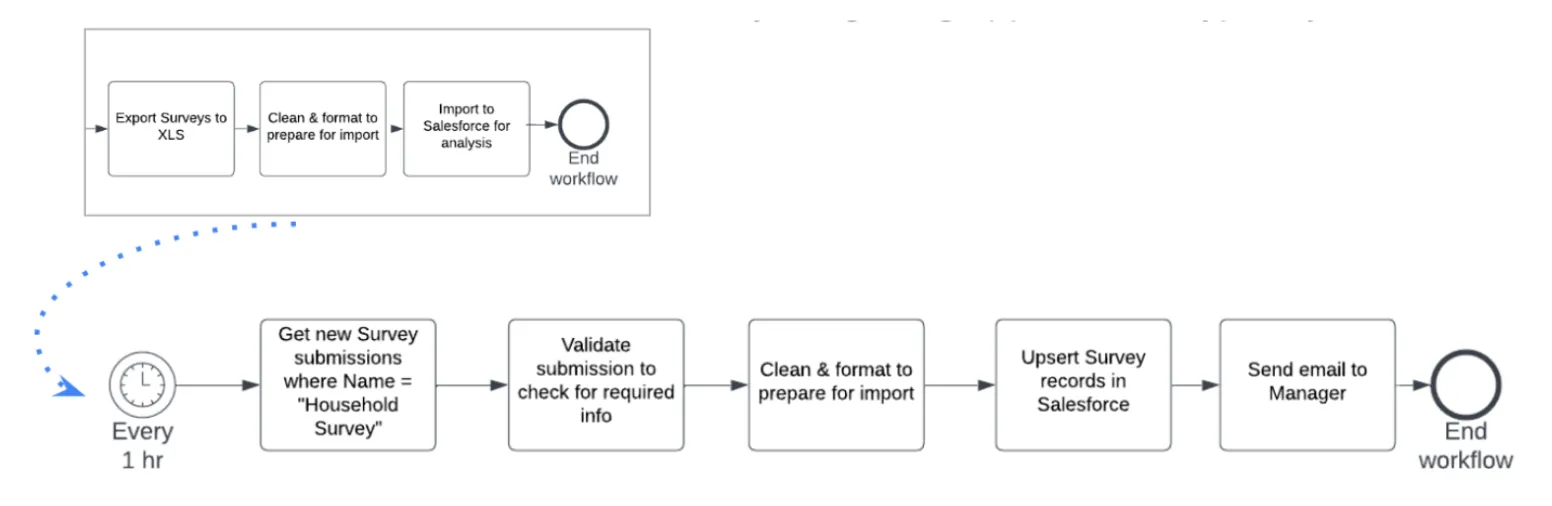 Export Surveys to
XLS
Clean & format to
prepare for import
Import to
Salesforce for
analysis
End
workflow
Every
1 hr
Get new Survey
submissions
where Name =
"Household
Survey"
Validate
submission to
check for required
info
Clean & format to
prepare for import
Upsert Survey
records in
Salesforce
Send email to
Manager
End
workflow